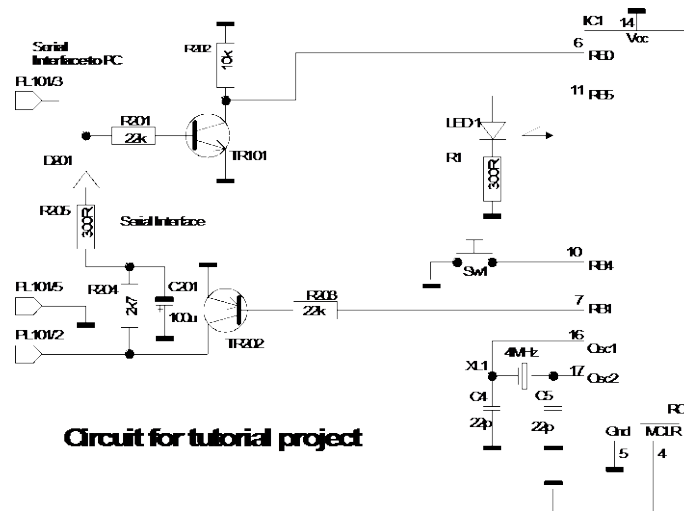 Serial
Interface to PC
PL101/3
R202
10k
IC1
14
Vcc
6
RB0
11
RB5
R201
22k
TR101
LED1
R1
300R
D201
R205
300R
Serial Interface
10
RB4
SW1
R204
2k7
C201
100u
+
TR202
R203
22k
7
RB1
PL101/5
PL101/2
16
Osc1
4MHz
XL1
17
Osc2
C4
22p
C5
22p
Circuit for tutorial project
Gnd
5
MCLR
4
RC